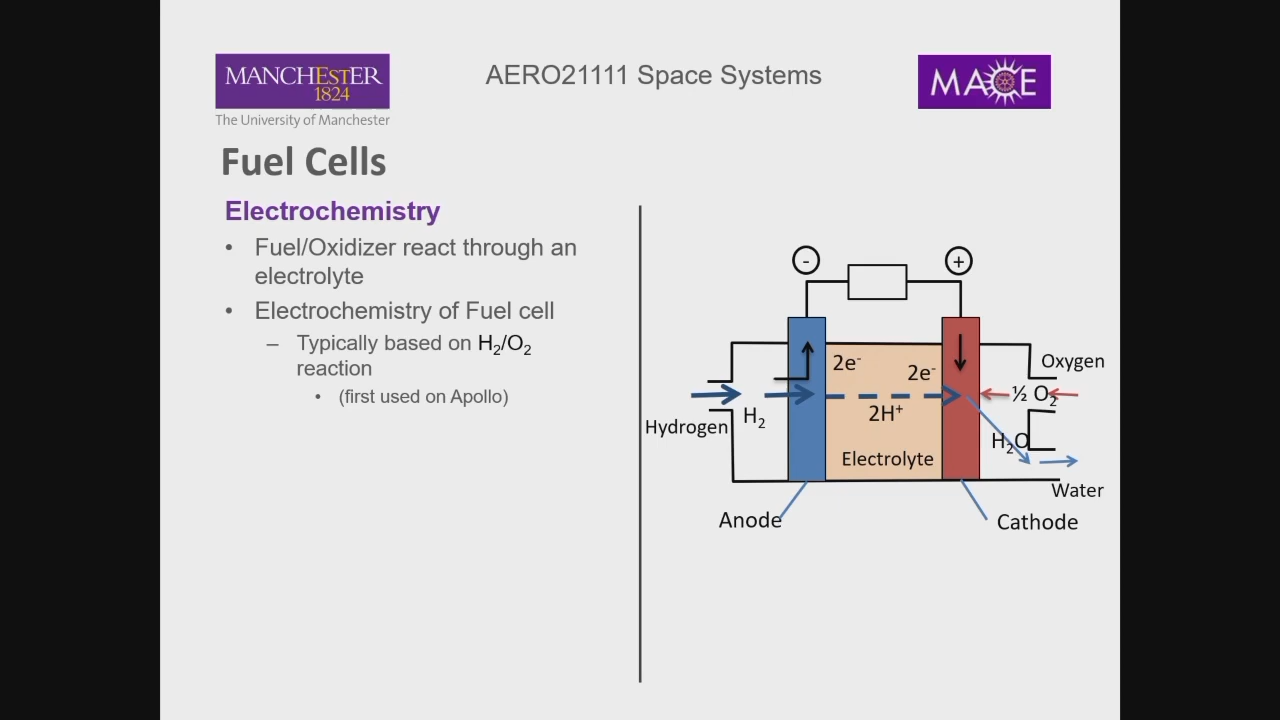 MANCHESTER
1824
The University of Manchester
AERO21111 Space Systems
MACE
Fuel Cells
Electrochemistry
• Fuel/Oxidizer react through an
electrolyte
• Electrochemistry of Fuel cell
– Typically based on H₂/O₂
reaction
• (first used on Apollo)
- +
2e⁻
2e⁻
Oxygen
½ O₂
2H⁺
H₂
Hydrogen
H₂O
Electrolyte
Water
Anode
Cathode